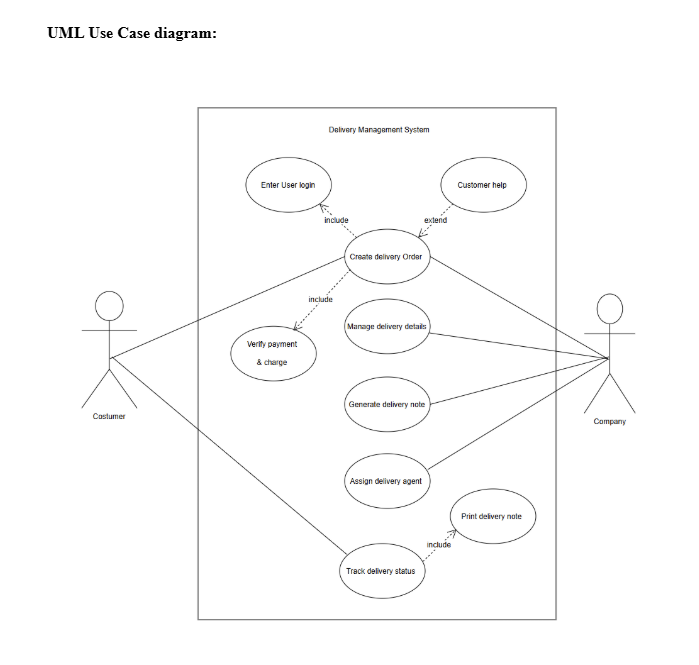 UML Use Case diagram:
Delivery Management System
Enter User login
Customer help
include
extend
Create delivery Order
include
Manage delivery details
Verify payment
& charge
Generate delivery note
Costumer
Company
Assign delivery agent
Print delivery note
include
Track delivery status